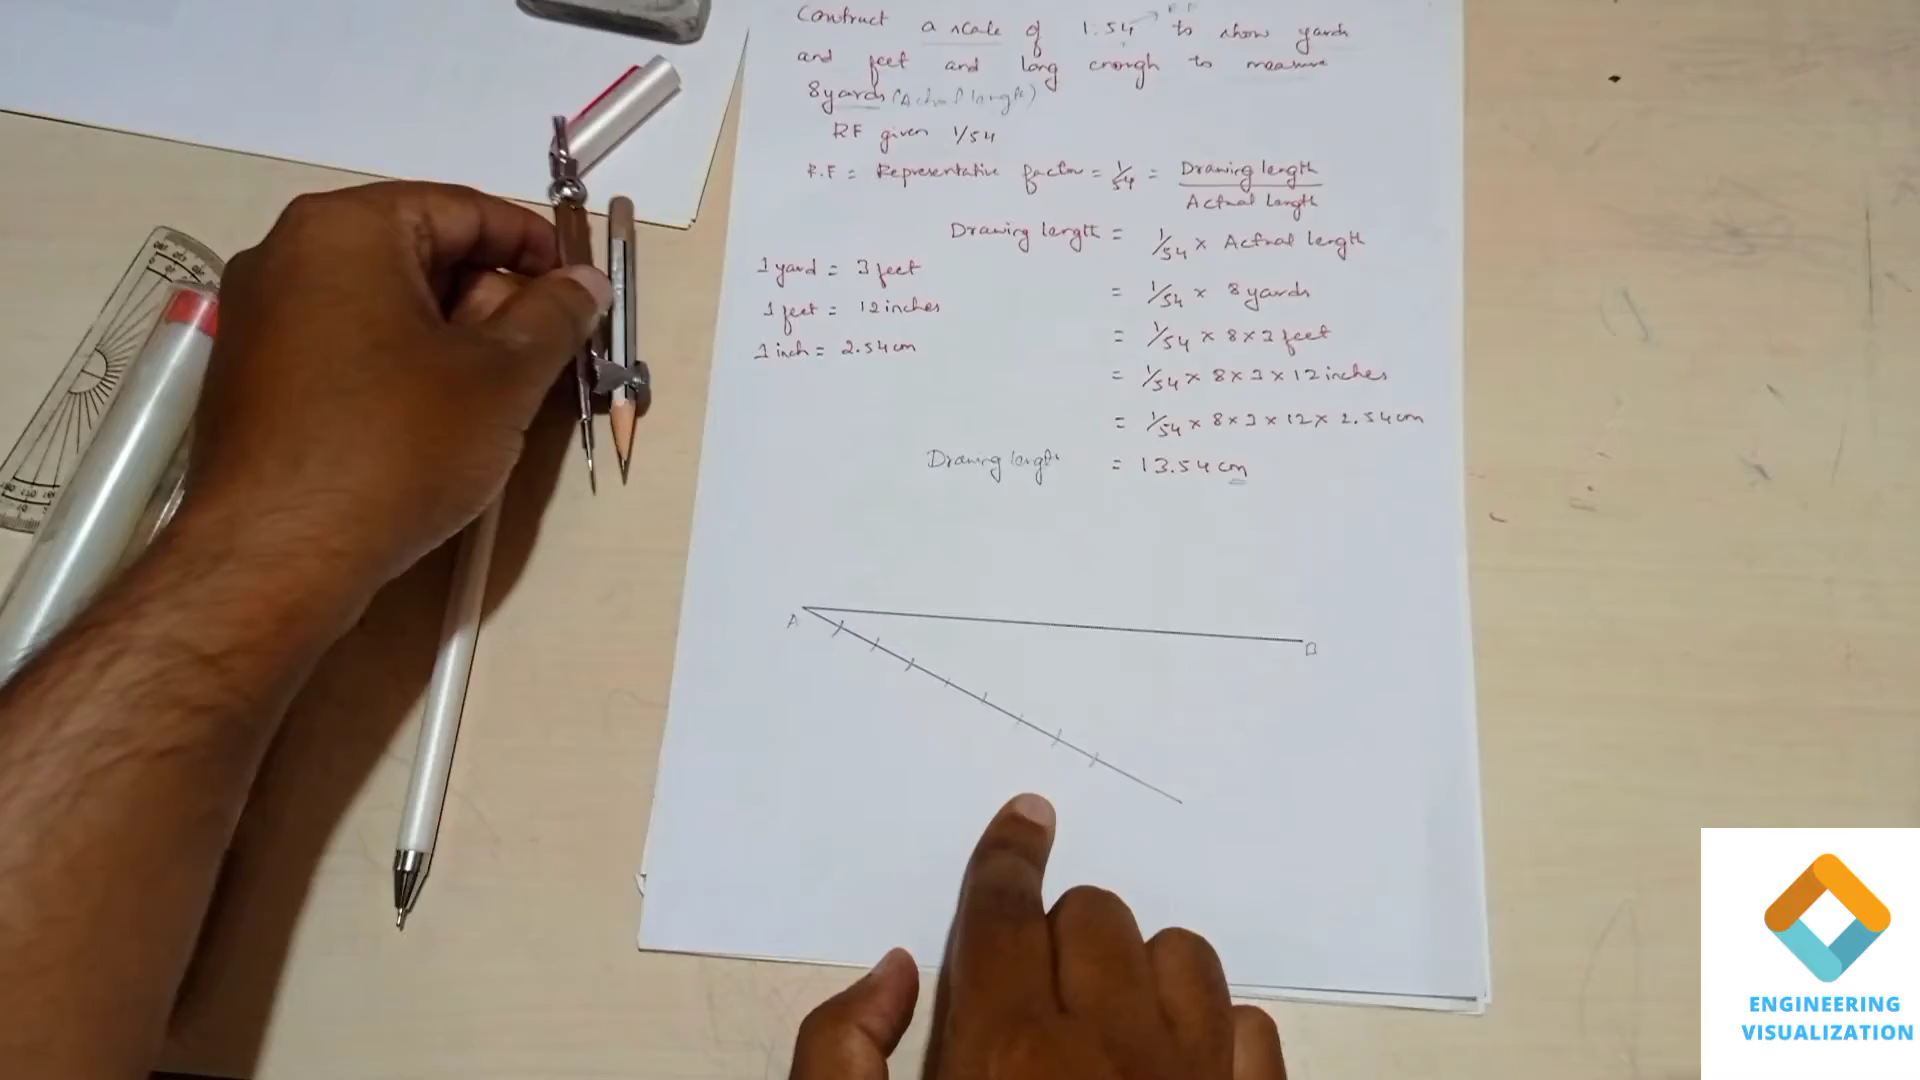 Construct a scale of 1:54 → R.F to show yards
and feet and long enough to measure
8 yards (Actual length)
RF given 1/54
R.F = Representative factor = 1/54 = Drawing length
Actual length
Drawing length = 1/54 × Actual length
1 yard = 3 feet
= 1/54 × 8 yards
1 feet = 12 inches
= 1/54 × 8 × 3 feet
1 inch = 2.54 cm
= 1/54 × 8 × 3 × 12 inches
= 1/54 × 8 × 3 × 12 × 2.54 cm
Drawing length = 13.54 cm
A
B
ENGINEERING
VISUALIZATION